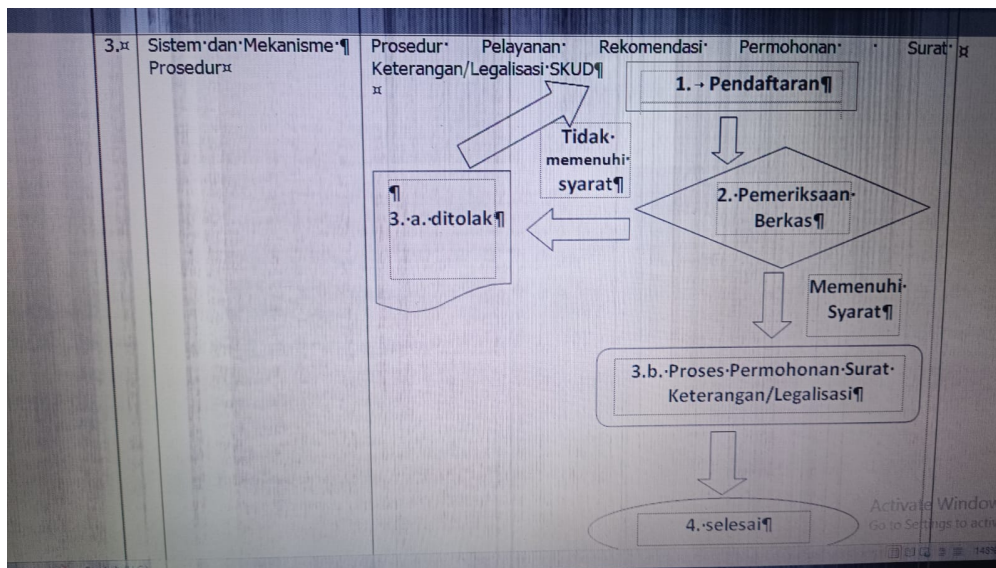 3. Sistem dan Mekanisme
Prosedur
Prosedur Pelayanan Rekomendasi Permohonan Surat
Keterangan/Legalisasi SKUD
1. → Pendaftaran
Tidak
memenuhi
syarat
2. Pemeriksaan
Berkas
3. a. ditolak
Memenuhi
Syarat
3.b. Proses Permohonan Surat
Keterangan/Legalisasi
4. selesai
Activate Window
Go to Settings to activ
140%